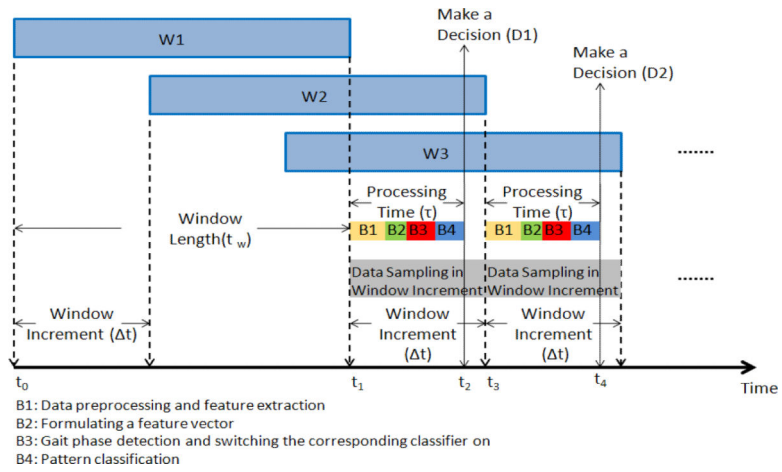 W1
Make a
Decision (D1)
Make a
Decision (D2)
W2
W3
.......
Processing
Time (τ)
Processing
Time (τ)
Window
Length(t w)
B1 B2 B3 B4
B1 B2 B3 B4
Data Sampling in
Window Increment
Data Sampling in
Window Increment
.......
Window
Increment (Δt)
Window
Increment
(Δt)
Window
Increment
(Δt)
t0 t1 t2 t3 t4 Time
B1: Data preprocessing and feature extraction
B2: Formulating a feature vector
B3: Gait phase detection and switching the corresponding classifier on
B4: Pattern classification